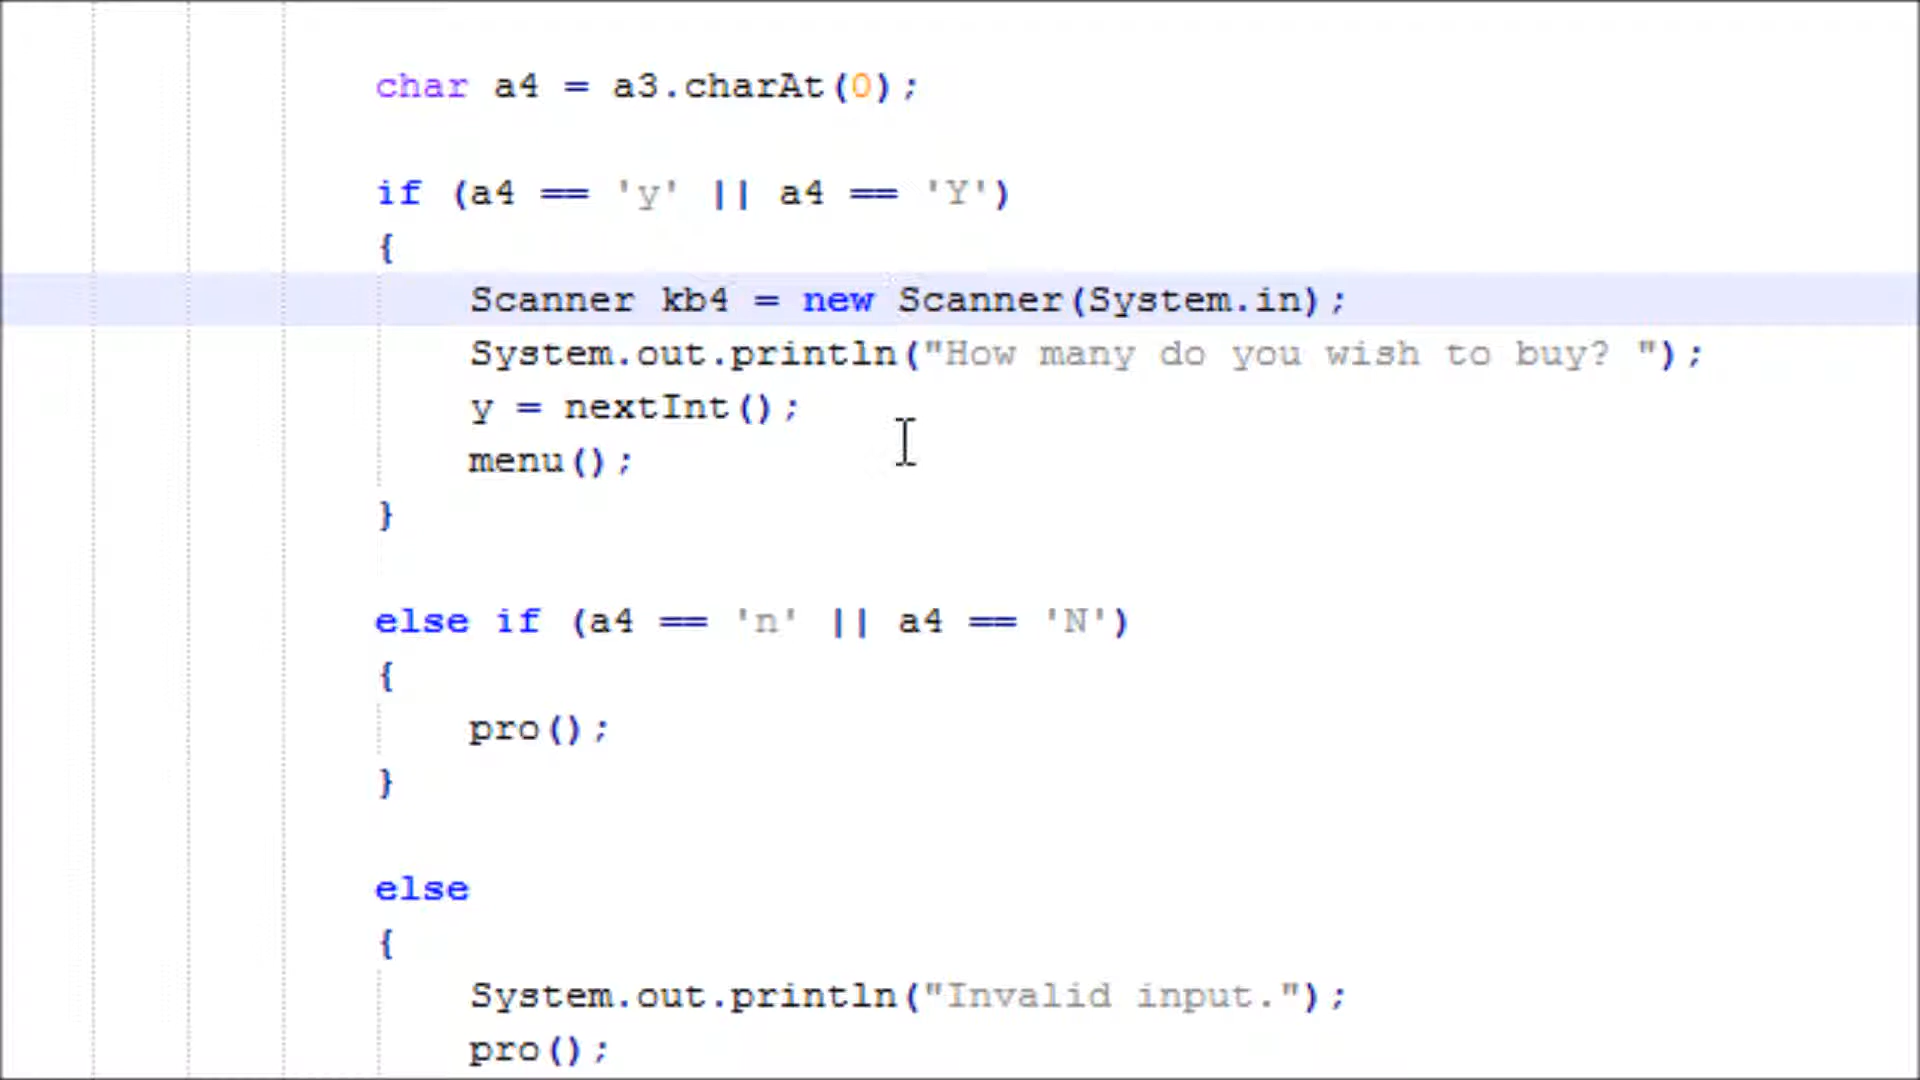 char a4 = a3.charAt(0);
if (a4 == 'y' || a4 == 'Y')
{
Scanner kb4 = new Scanner(System.in);
System.out.println("How many do you wish to buy? ");
y = nextInt();
menu();
}
else if (a4 == 'n' || a4 == 'N')
{
pro();
}
else
{
System.out.println("Invalid input.");
pro();